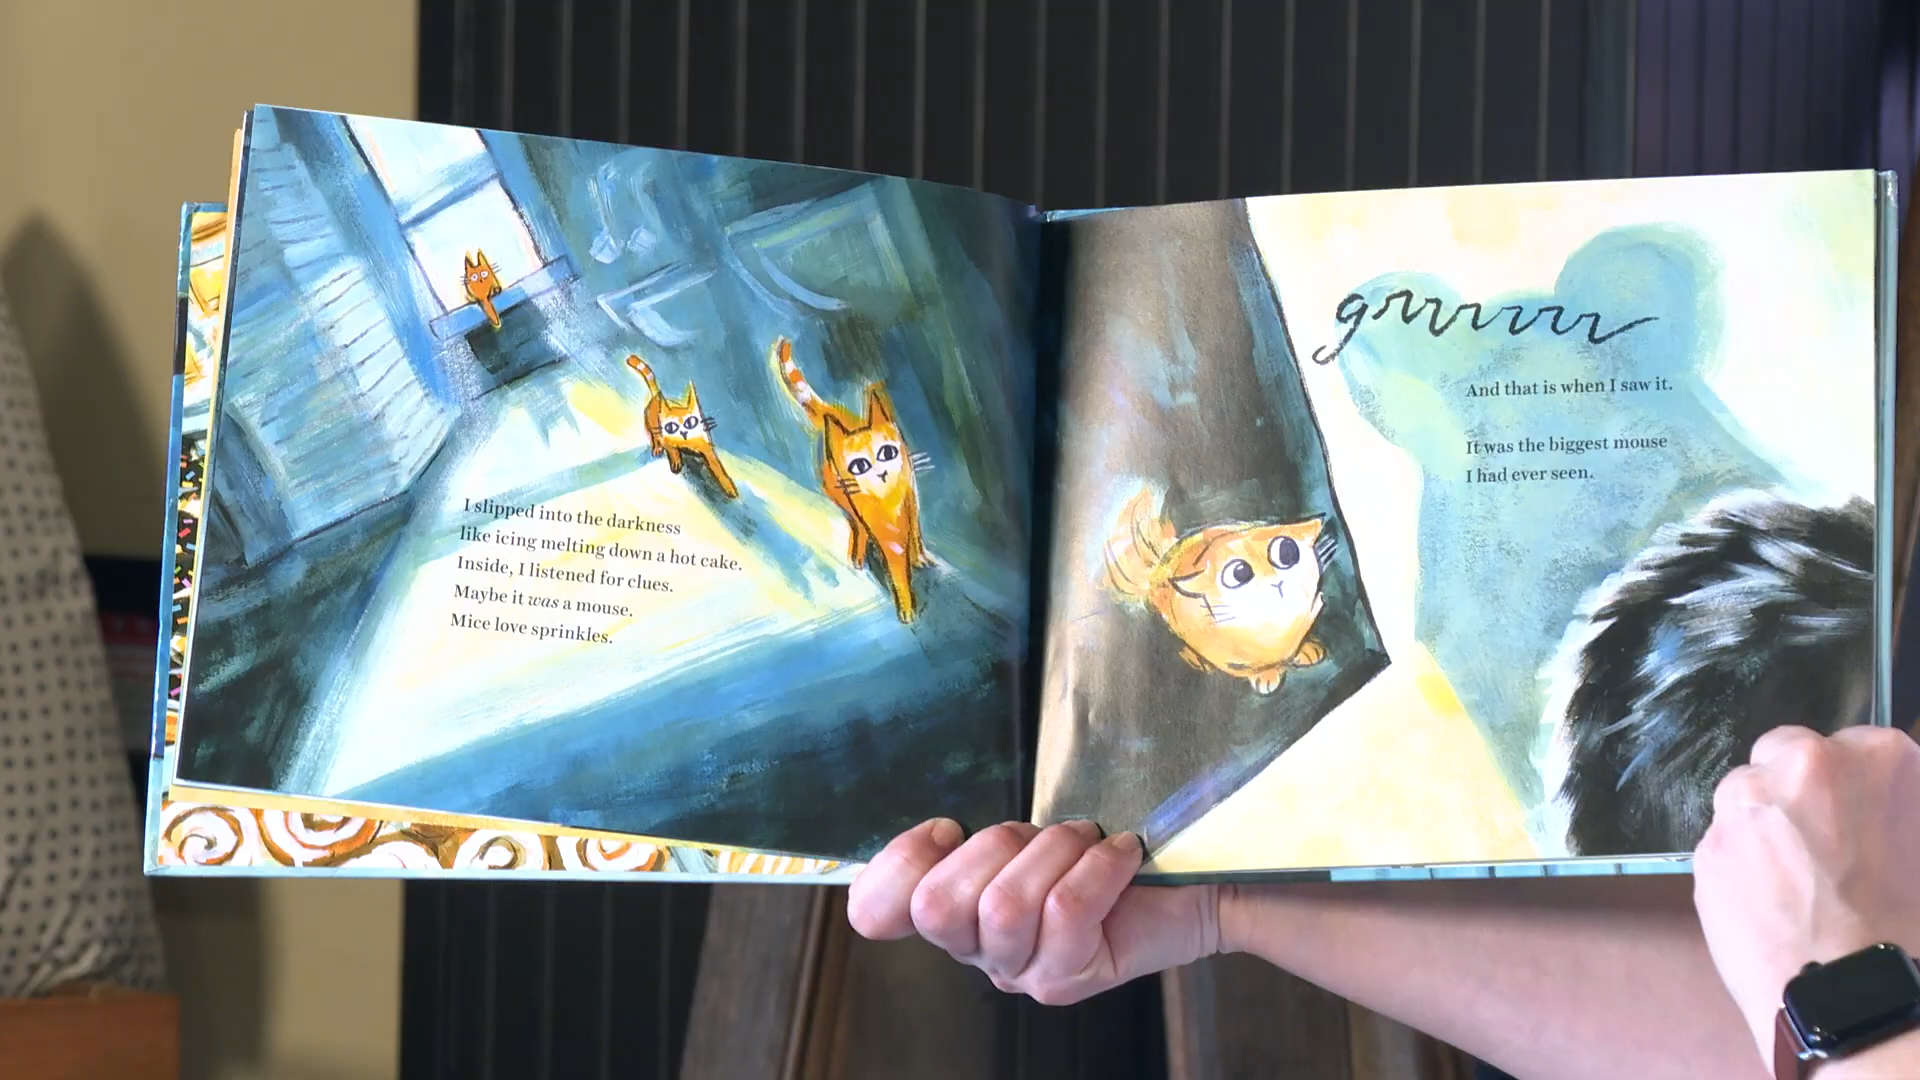 I slipped into the darkness
like icing melting down a hot cake.
Inside, I listened for clues.
Maybe it was a mouse.
Mice love sprinkles.
grrrrrr
And that is when I saw it.
It was the biggest mouse
I had ever seen.